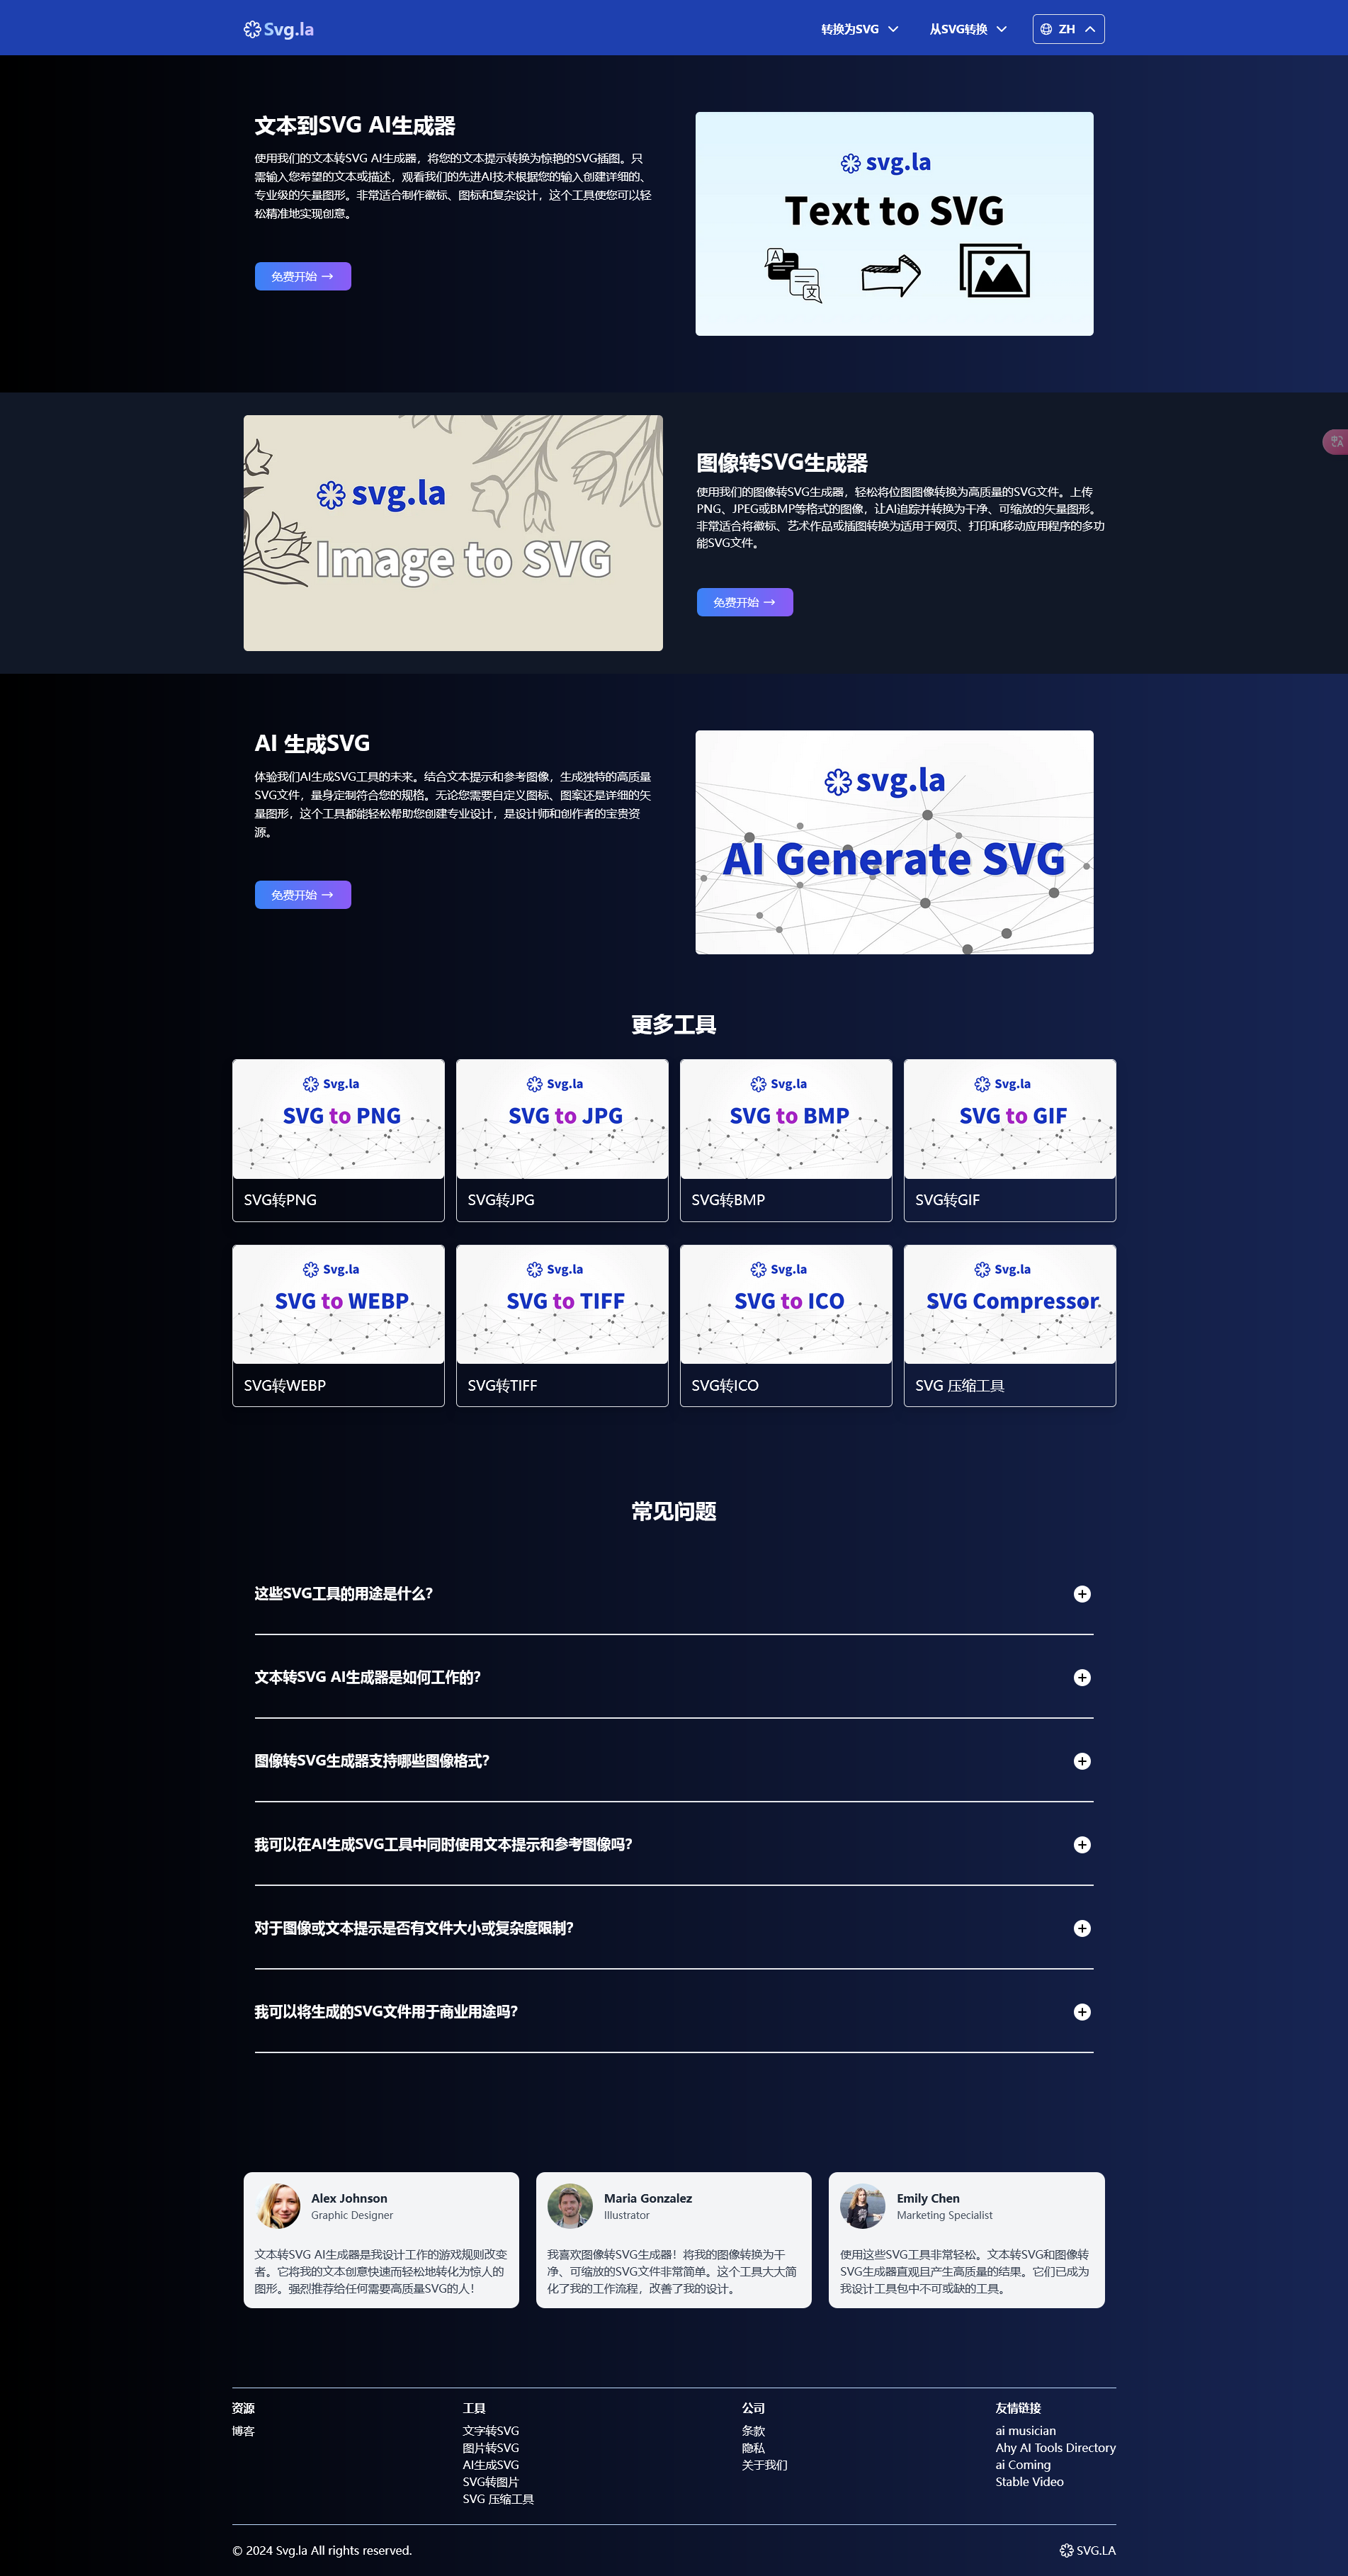 Svg.la
转换为SVG
从SVG转换
ZH
文本到SVG AI生成器
使用我们的文本转SVG AI生成器，将您的文本提示转换为惊艳的SVG插图。只
需输入您希望的文本或描述，观看我们的先进AI技术根据您的输入创建详细的、
专业级的矢量图形。非常适合制作徽标、图标和复杂设计，这个工具使您可以轻
松精准地实现创意。
免费开始 →
svg.la
Text to SVG
A
文
图像转SVG生成器
使用我们的图像转SVG生成器，轻松将位图图像转换为高质量的SVG文件。上传
PNG、JPEG或BMP等格式的图像，让AI追踪并转换为干净、可缩放的矢量图形。
非常适合将徽标、艺术作品或插图转换为适用于网页、打印和移动应用程序的多功
能SVG文件。
免费开始 →
svg.la
Image to SVG
AI 生成SVG
体验我们AI生成SVG工具的未来。结合文本提示和参考图像，生成独特的高质量
SVG文件，量身定制符合您的规格。无论您需要自定义图标、图案还是详细的矢
量图形，这个工具都能轻松帮助您创建专业设计，是设计师和创作者的宝贵资
源。
免费开始 →
svg.la
AI Generate SVG
更多工具
Svg.la
SVG to PNG
SVG转PNG
Svg.la
SVG to JPG
SVG转JPG
Svg.la
SVG to BMP
SVG转BMP
Svg.la
SVG to GIF
SVG转GIF
Svg.la
SVG to WEBP
SVG转WEBP
Svg.la
SVG to TIFF
SVG转TIFF
Svg.la
SVG to ICO
SVG转ICO
Svg.la
SVG Compressor
SVG 压缩工具
常见问题
这些SVG工具的用途是什么?
文本转SVG AI生成器是如何工作的?
图像转SVG生成器支持哪些图像格式?
我可以在AI生成SVG工具中同时使用文本提示和参考图像吗?
对于图像或文本提示是否有文件大小或复杂度限制?
我可以将生成的SVG文件用于商业用途吗?
Alex Johnson
Graphic Designer
文本转SVG AI生成器是我设计工作的游戏规则改变
者。它将我的文本创意快速而轻松地转化为惊人的
图形。强烈推荐给任何需要高质量SVG的人！
Maria Gonzalez
Illustrator
我喜欢图像转SVG生成器！将我的图像转换为干
净、可缩放的SVG文件非常简单。这个工具大大简
化了我的工作流程，改善了我的设计。
Emily Chen
Marketing Specialist
使用这些SVG工具非常轻松。文本转SVG和图像转
SVG生成器直观且产生高质量的结果。它们已成为
我设计工具包中不可或缺的工具。
资源
博客
工具
文字转SVG
图片转SVG
AI生成SVG
SVG转图片
SVG 压缩工具
公司
条款
隐私
关于我们
友情链接
ai musician
Ahy AI Tools Directory
ai Coming
Stable Video
© 2024 Svg.la All rights reserved.
SVG.LA